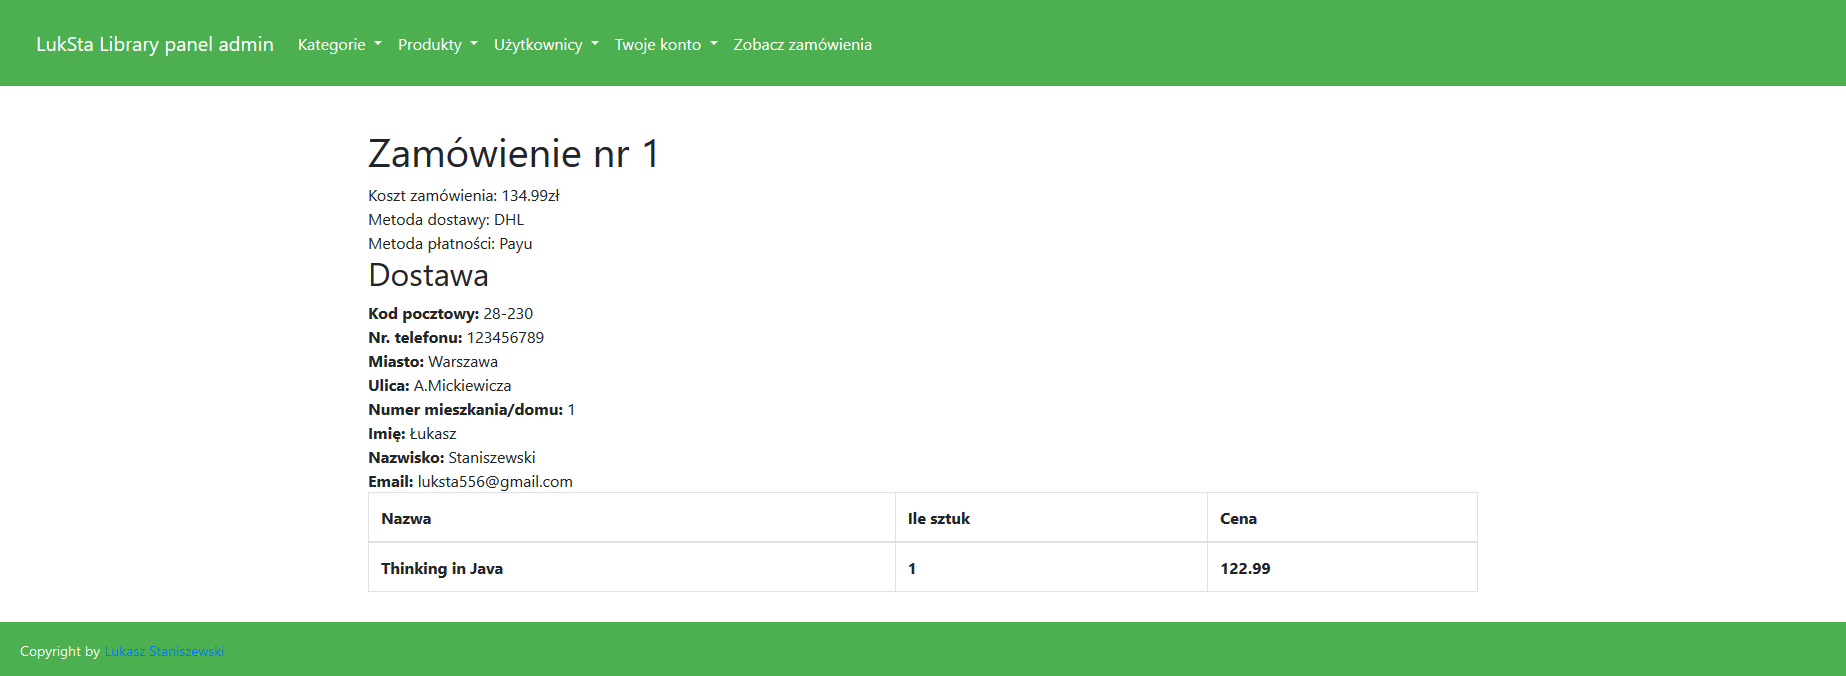 LukSta Library panel admin Kategorie Produkty Użytkownicy Twoje konto Zobacz zamówienia
Zamówienie nr 1
Koszt zamówienia: 134.99zł
Metoda dostawy: DHL
Metoda płatności: Payu
Dostawa
Kod pocztowy: 28-230
Nr. telefonu: 123456789
Miasto: Warszawa
Ulica: A.Mickiewicza
Numer mieszkania/domu: 1
Imię: Łukasz
Nazwisko: Staniszewski
Email: luksta556@gmail.com
Nazwa Ile sztuk Cena
Thinking in Java 1 122.99
Copyright by Lukasz Staniszewski